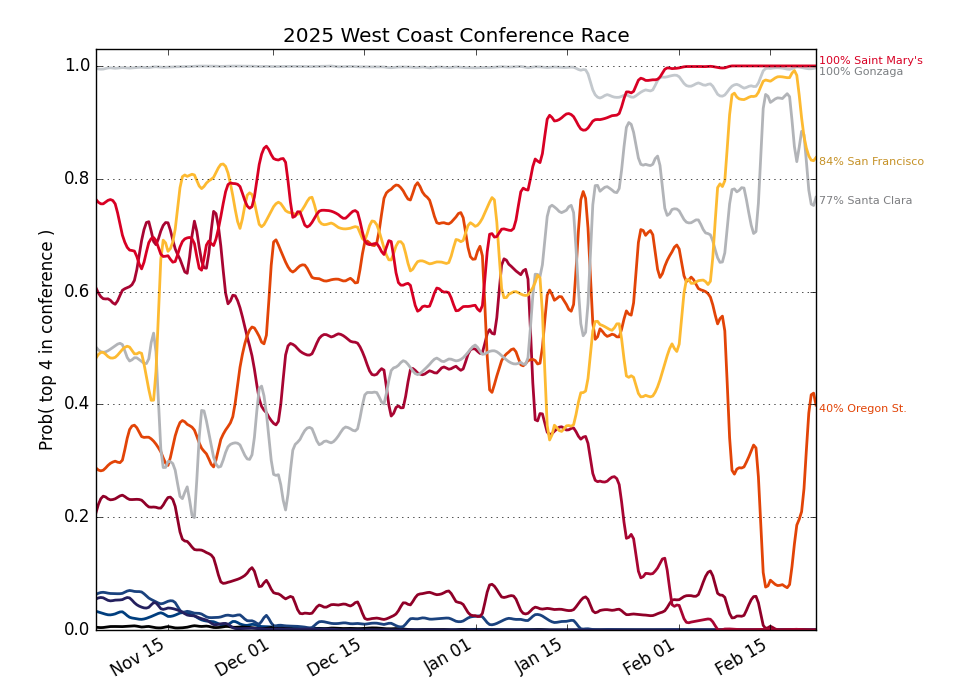 2025 West Coast Conference Race
1.0
0.8
0.6
0.4
0.2
0.0
Prob( top 4 in conference )
100% Saint Mary's
100% Gonzaga
84% San Francisco
77% Santa Clara
40% Oregon St.
Nov 15
Dec 01
Dec 15
Jan 01
Jan 15
Feb 01
Feb 15